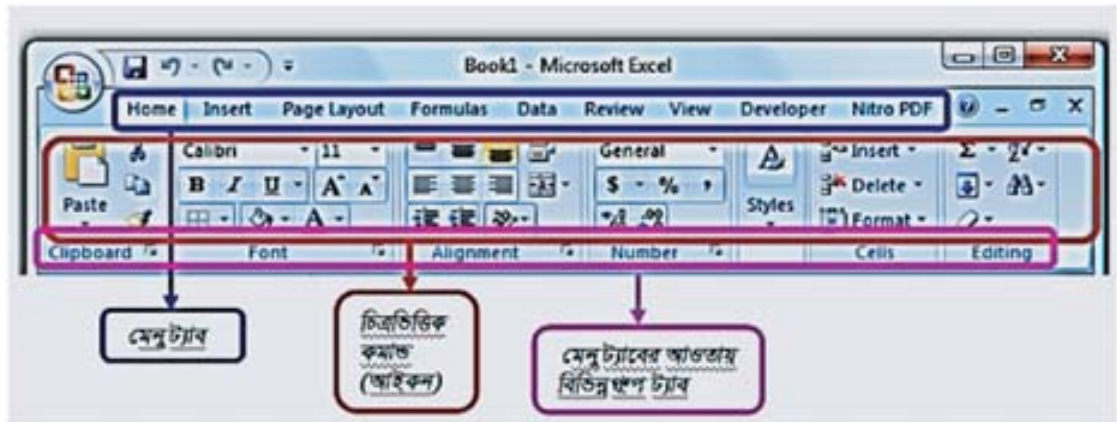 Book1 - Microsoft Excel
Home Insert Page Layout Formulas Data Review View Developer Nitro PDF
Calibri 11 General Insert
Paste B I U A A $ % , Styles Delete
A Format
Clipboard Font Alignment Number Cells Editing
মেনু ট্যাব
চিত্রভিত্তিক
কমান্ড
(আইকন)
মেনু ট্যাবের আওতায়
বিভিন্ন গ্রুপ ট্যাব